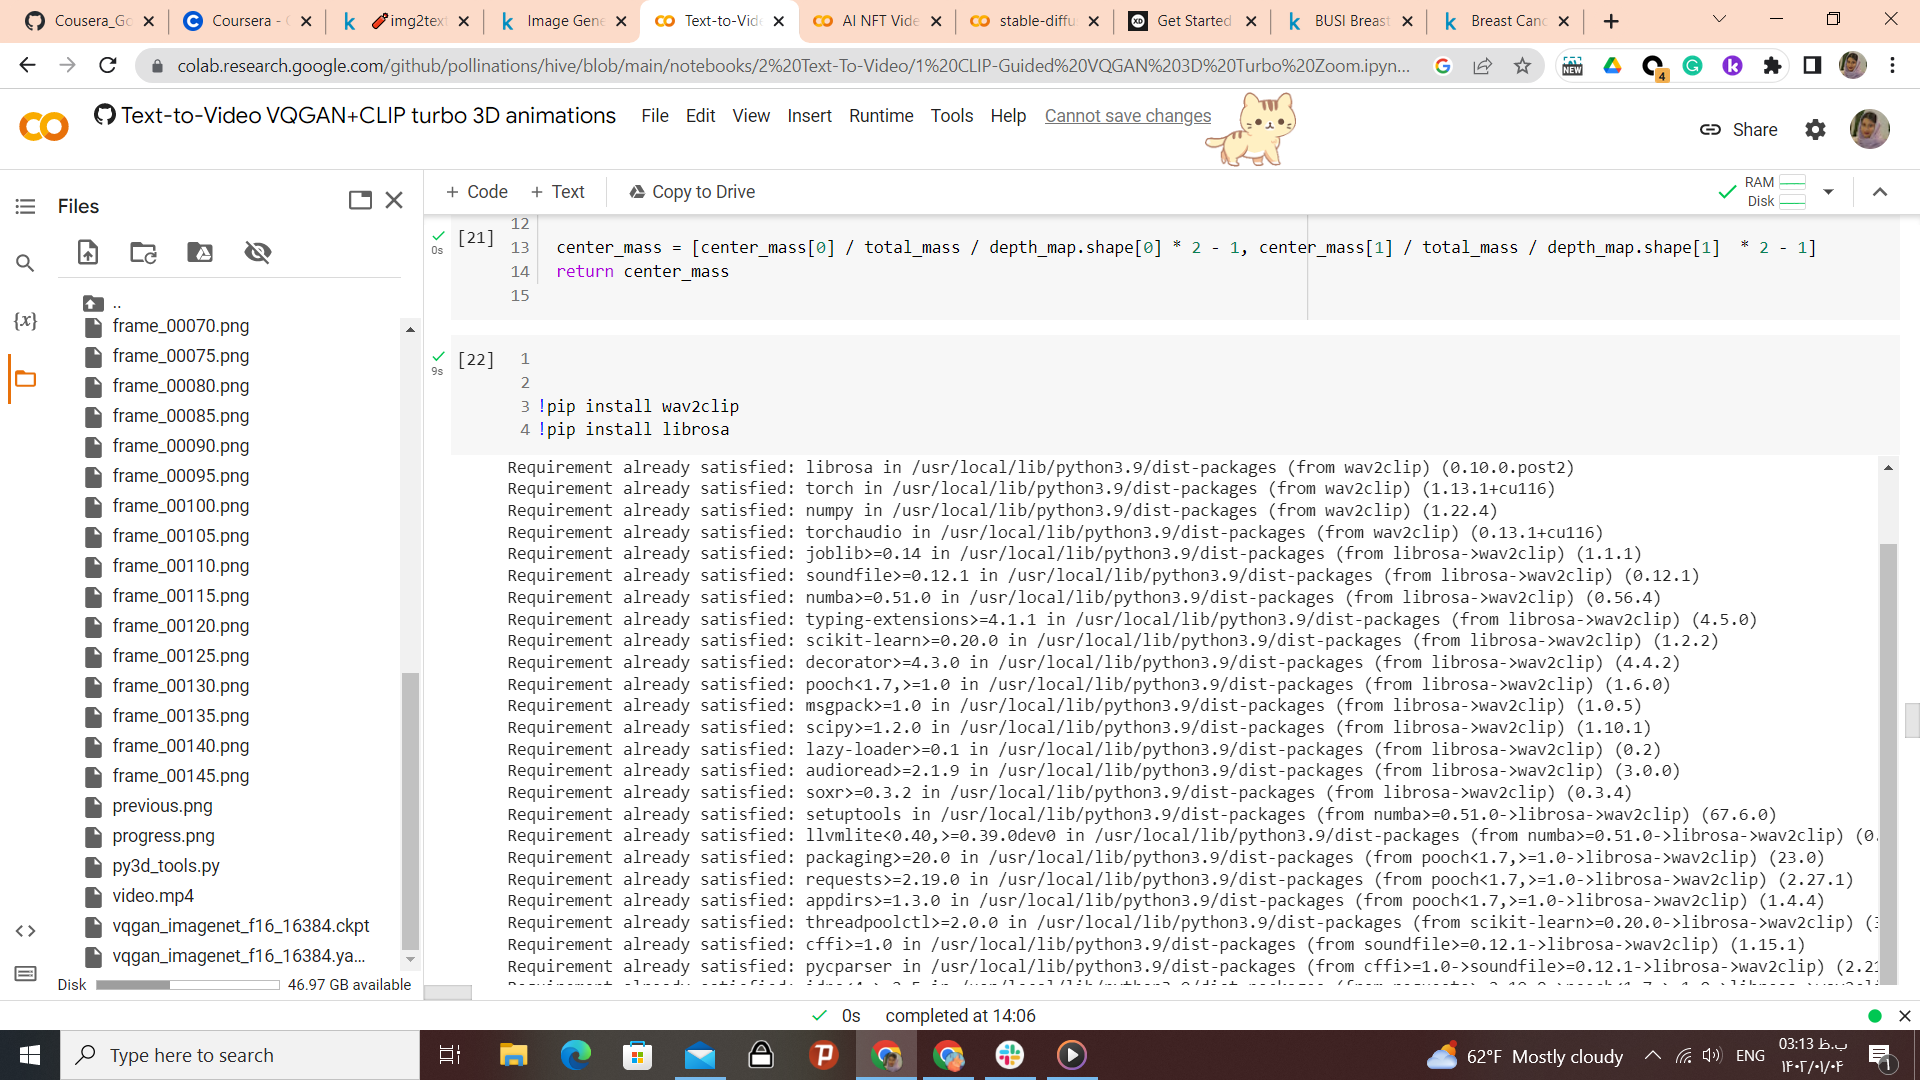 Cousera_Go
Coursera - C
img2text
Image Gene
Text-to-Vide
AI NFT Vide
stable-diffu
Get Started
BUSI Breast
Breast Canc
colab.research.google.com/github/pollinations/hive/blob/main/notebooks/2%20Text-To-Video/1%20CLIP-Guided%20VQGAN%203D%20Turbo%20Zoom.ipyn...
NEW
4
Text-to-Video VQGAN+CLIP turbo 3D animations
File Edit View Insert Runtime Tools Help Cannot save changes
Share
Files
+ Code + Text Copy to Drive
RAM
Disk
[21]
0s
12
13 center_mass = [center_mass[0] / total_mass / depth_map.shape[0] * 2 - 1, center_mass[1] / total_mass / depth_map.shape[1]  * 2 - 1]
14 return center_mass
15
[22]
9s
1
2
3 !pip install wav2clip
4 !pip install librosa
Requirement already satisfied: librosa in /usr/local/lib/python3.9/dist-packages (from wav2clip) (0.10.0.post2)
Requirement already satisfied: torch in /usr/local/lib/python3.9/dist-packages (from wav2clip) (1.13.1+cu116)
Requirement already satisfied: numpy in /usr/local/lib/python3.9/dist-packages (from wav2clip) (1.22.4)
Requirement already satisfied: torchaudio in /usr/local/lib/python3.9/dist-packages (from wav2clip) (0.13.1+cu116)
Requirement already satisfied: joblib>=0.14 in /usr/local/lib/python3.9/dist-packages (from librosa->wav2clip) (1.1.1)
Requirement already satisfied: soundfile>=0.12.1 in /usr/local/lib/python3.9/dist-packages (from librosa->wav2clip) (0.12.1)
Requirement already satisfied: numba>=0.51.0 in /usr/local/lib/python3.9/dist-packages (from librosa->wav2clip) (0.56.4)
Requirement already satisfied: typing-extensions>=4.1.1 in /usr/local/lib/python3.9/dist-packages (from librosa->wav2clip) (4.5.0)
Requirement already satisfied: scikit-learn>=0.20.0 in /usr/local/lib/python3.9/dist-packages (from librosa->wav2clip) (1.2.2)
Requirement already satisfied: decorator>=4.3.0 in /usr/local/lib/python3.9/dist-packages (from librosa->wav2clip) (4.4.2)
Requirement already satisfied: pooch<1.7,>=1.0 in /usr/local/lib/python3.9/dist-packages (from librosa->wav2clip) (1.6.0)
Requirement already satisfied: msgpack>=1.0 in /usr/local/lib/python3.9/dist-packages (from librosa->wav2clip) (1.0.5)
Requirement already satisfied: scipy>=1.2.0 in /usr/local/lib/python3.9/dist-packages (from librosa->wav2clip) (1.10.1)
Requirement already satisfied: lazy-loader>=0.1 in /usr/local/lib/python3.9/dist-packages (from librosa->wav2clip) (0.2)
Requirement already satisfied: audioread>=2.1.9 in /usr/local/lib/python3.9/dist-packages (from librosa->wav2clip) (3.0.0)
Requirement already satisfied: soxr>=0.3.2 in /usr/local/lib/python3.9/dist-packages (from librosa->wav2clip) (0.3.4)
Requirement already satisfied: setuptools in /usr/local/lib/python3.9/dist-packages (from numba>=0.51.0->librosa->wav2clip) (67.6.0)
Requirement already satisfied: llvmlite<0.40,>=0.39.0dev0 in /usr/local/lib/python3.9/dist-packages (from numba>=0.51.0->librosa->wav2clip) (0.
Requirement already satisfied: packaging>=20.0 in /usr/local/lib/python3.9/dist-packages (from pooch<1.7,>=1.0->librosa->wav2clip) (23.0)
Requirement already satisfied: requests>=2.19.0 in /usr/local/lib/python3.9/dist-packages (from pooch<1.7,>=1.0->librosa->wav2clip) (2.27.1)
Requirement already satisfied: appdirs>=1.3.0 in /usr/local/lib/python3.9/dist-packages (from pooch<1.7,>=1.0->librosa->wav2clip) (1.4.4)
Requirement already satisfied: threadpoolctl>=2.0.0 in /usr/local/lib/python3.9/dist-packages (from scikit-learn>=0.20.0->librosa->wav2clip) (
Requirement already satisfied: cffi>=1.0 in /usr/local/lib/python3.9/dist-packages (from soundfile>=0.12.1->librosa->wav2clip) (1.15.1)
Requirement already satisfied: pycparser in /usr/local/lib/python3.9/dist-packages (from cffi>=1.0->soundfile>=0.12.1->librosa->wav2clip) (2.21
..
frame_00070.png
frame_00075.png
frame_00080.png
frame_00085.png
frame_00090.png
frame_00095.png
frame_00100.png
frame_00105.png
frame_00110.png
frame_00115.png
frame_00120.png
frame_00125.png
frame_00130.png
frame_00135.png
frame_00140.png
frame_00145.png
previous.png
progress.png
py3d_tools.py
video.mp4
vqgan_imagenet_f16_16384.ckpt
vqgan_imagenet_f16_16384.ya...
Disk 46.97 GB available
0s completed at 14:06
Type here to search
62°F Mostly cloudy
ENG
03:13 ب.ظ
۱۴۰۲/۰۱/۰۴
1